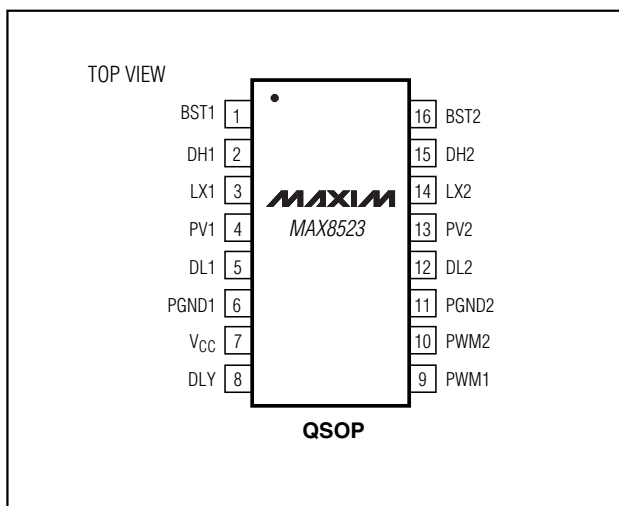 TOP VIEW
BST1 1 16 BST2
DH1 2 15 DH2
LX1 3 MAXIM 14 LX2
PV1 4 MAX8523 13 PV2
DL1 5 12 DL2
PGND1 6 11 PGND2
VCC 7 10 PWM2
DLY 8 9 PWM1
QSOP